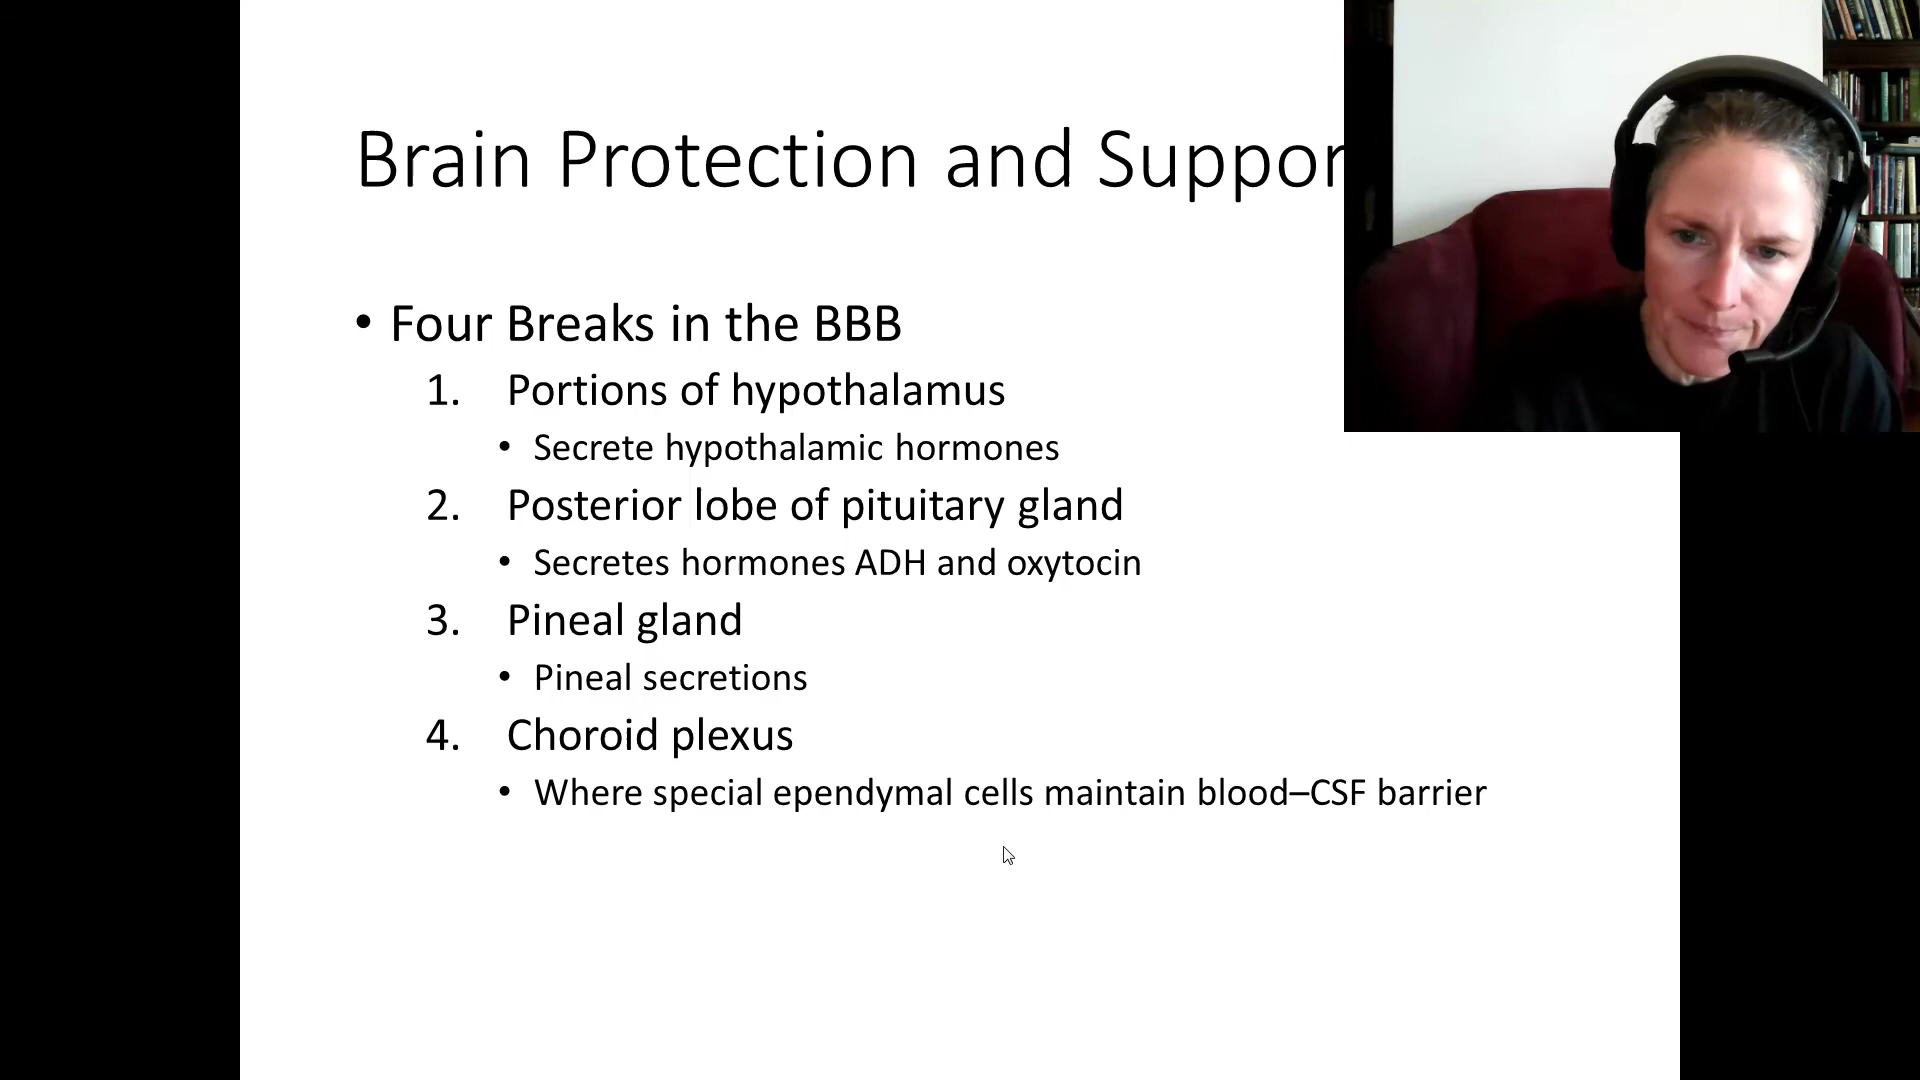 Brain Protection and Suppor
• Four Breaks in the BBB
1. Portions of hypothalamus
• Secrete hypothalamic hormones
2. Posterior lobe of pituitary gland
• Secretes hormones ADH and oxytocin
3. Pineal gland
• Pineal secretions
4. Choroid plexus
• Where special ependymal cells maintain blood–CSF barrier